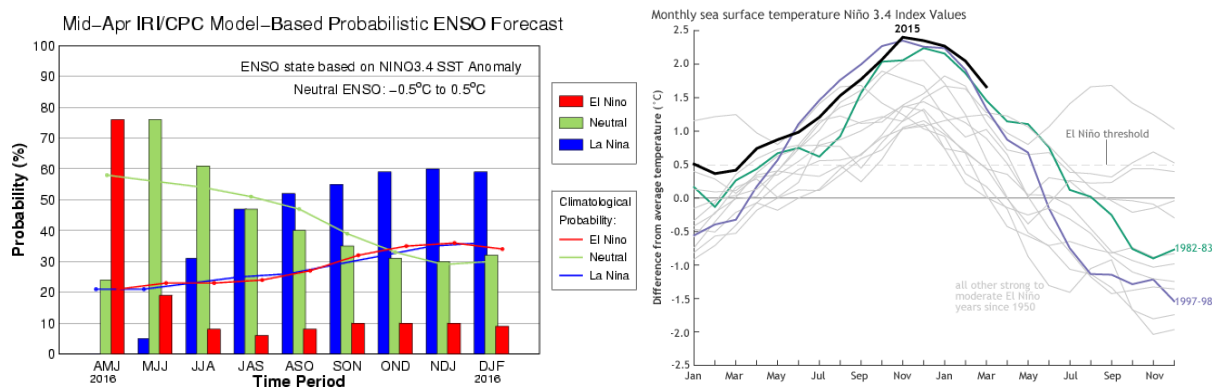 Mid-Apr IRI/CPC Model-Based Probabilistic ENSO Forecast
100
90
80
70
60
50
40
30
20
10
0
Probability (%)
ENSO state based on NINO3.4 SST Anomaly
Neutral ENSO: -0.5°C to 0.5°C
El Nino
Neutral
La Nina
Climatological
Probability:
El Nino
Neutral
La Nina
AMJ MJJ JJA JAS ASO SON OND NDJ DJF
2016 2016
Time Period
Monthly sea surface temperature Niño 3.4 Index Values
2015
2.5
2.0
1.5
1.0
0.5
0.0
-0.5
-1.0
-1.5
-2.0
-2.5
Difference from average temperature (°C)
El Niño threshold
1982-83
1997-98
all other strong to
moderate El Niño
years since 1950
Jan Mar May Jul Sep Nov Jan Mar May Jul Sep Nov